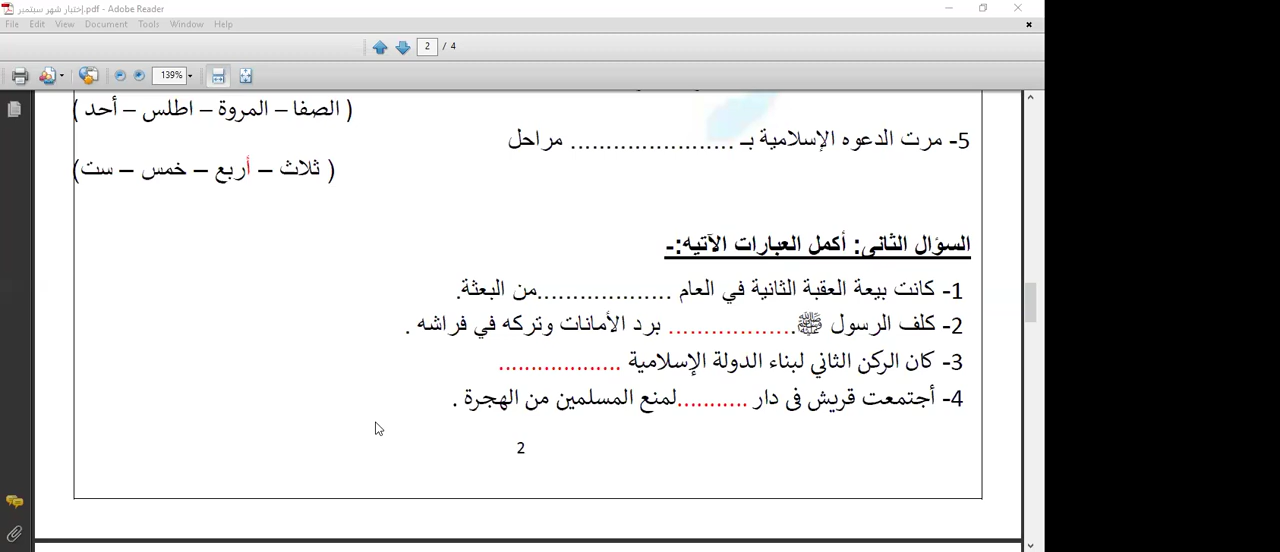 إختبار شهر سبتمبر.pdf - Adobe Reader
File Edit View Document Tools Window Help
2 / 4
139%
( الصفا – المروة – اطلس – أحد )
5- مرت الدعوه الإسلامية بـ ....................... مراحل
( ثلاث – أربع – خمس – ست)
السؤال الثانى: أكمل العبارات الآتيه:-
1- كانت بيعة العقبة الثانية في العام ...................من البعثة.
2- كلف الرسول ﷺ.................. برد الأمانات وتركه في فراشه .
3- كان الركن الثاني لبناء الدولة الإسلامية ..................
4- أجتمعت قريش فى دار ...........لمنع المسلمين من الهجرة .
2